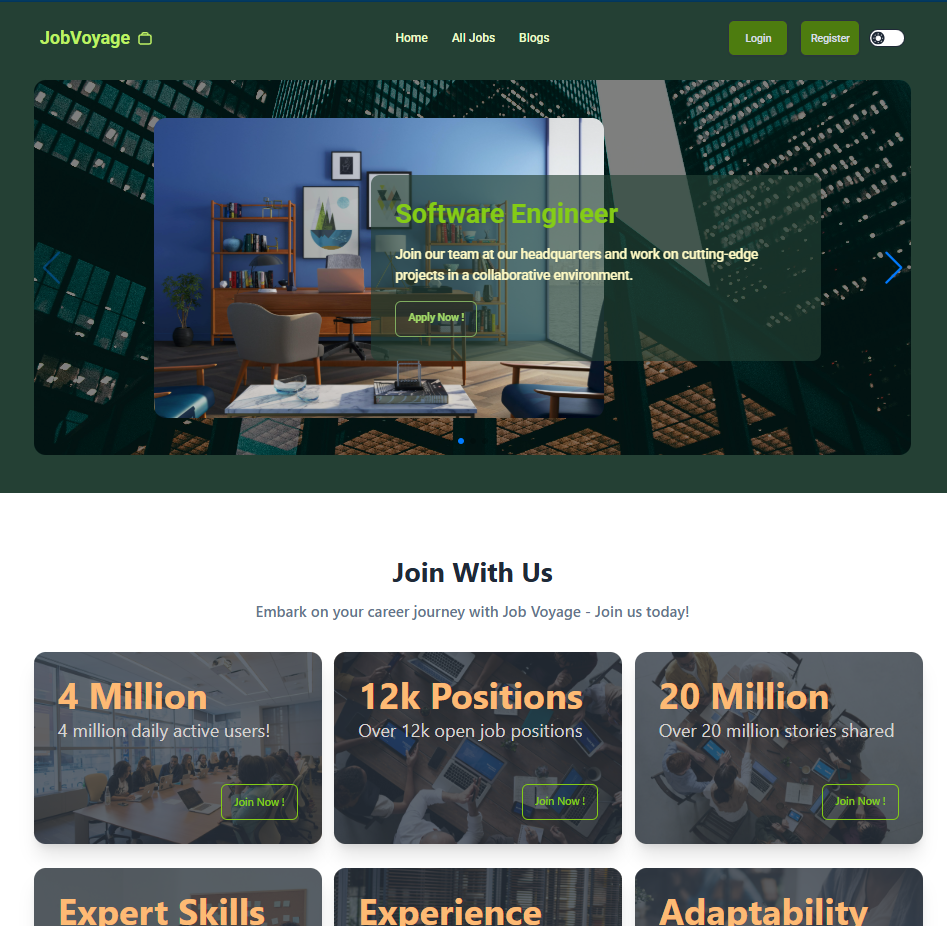 JobVoyage
Home All Jobs Blogs
Login Register
Software Engineer
Join our team at our headquarters and work on cutting-edge
projects in a collaborative environment.
Apply Now !
Join With Us
Embark on your career journey with Job Voyage - Join us today!
4 Million
4 million daily active users!
Join Now !
12k Positions
Over 12k open job positions
Join Now !
20 Million
Over 20 million stories shared
Join Now !
Expert Skills
Experience
Adaptability